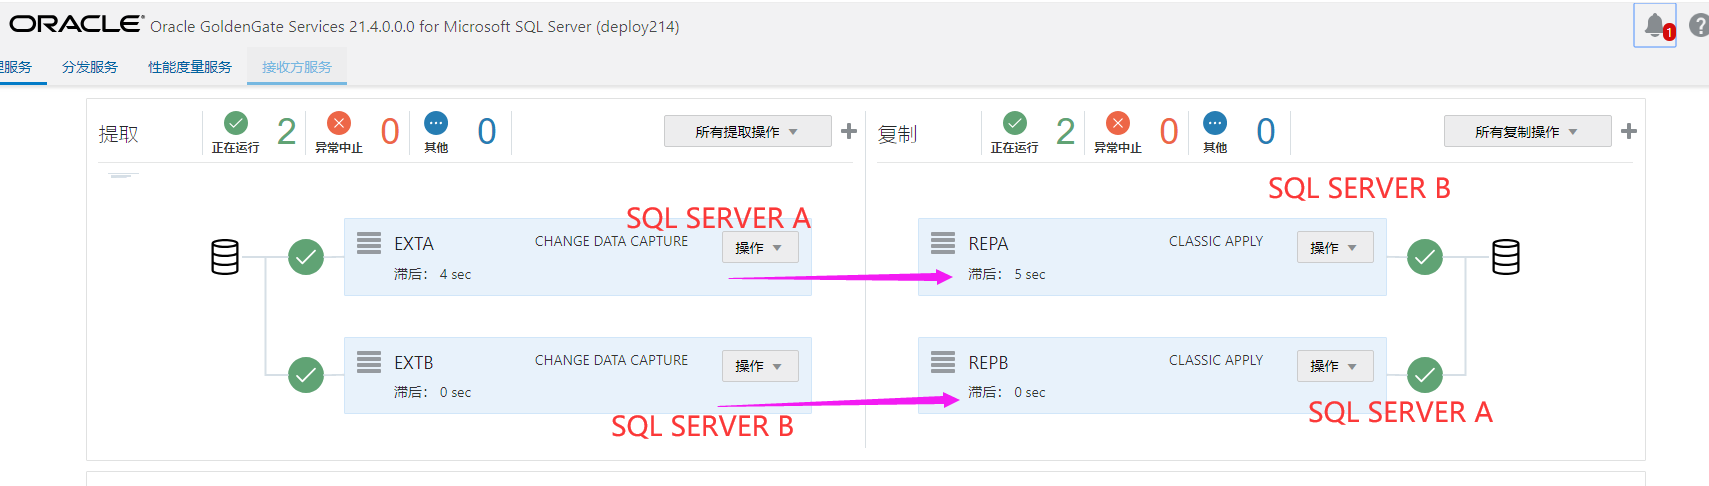 ORACLE Oracle GoldenGate Services 21.4.0.0.0 for Microsoft SQL Server (deploy214)
1
?
理服务 分发服务 性能度量服务 接收方服务
提取 正在运行 2 异常中止 0 其他 0 所有提取操作
复制 正在运行 2 异常中止 0 其他 0 所有复制操作
SQL SERVER A
SQL SERVER B
EXTA CHANGE DATA CAPTURE 操作
滞后: 4 sec
REPA CLASSIC APPLY 操作
滞后: 5 sec
EXTB CHANGE DATA CAPTURE 操作
滞后: 0 sec
REPB CLASSIC APPLY 操作
滞后: 0 sec
SQL SERVER B
SQL SERVER A